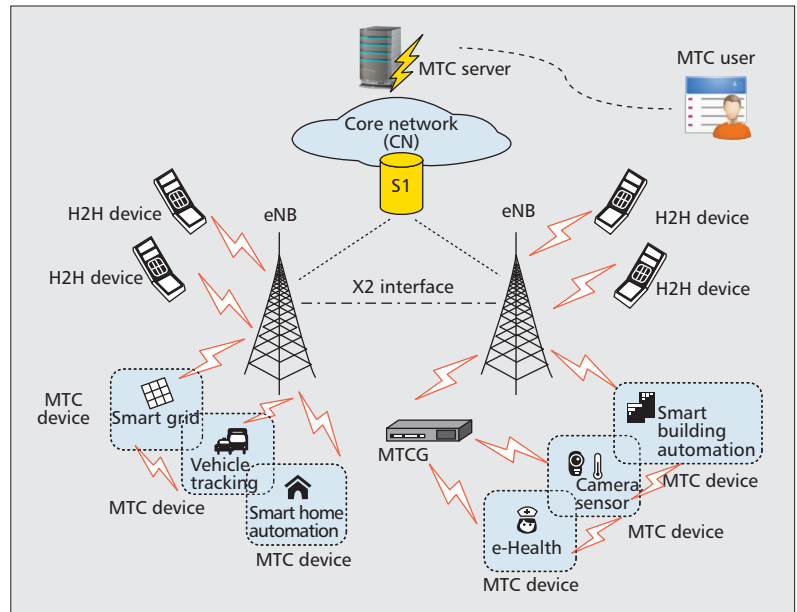 MTC server
MTC user
Core network
(CN)
S1
eNB
eNB
H2H device
H2H device
H2H device
H2H device
X2 interface
MTC
device
Smart grid
Vehicle
tracking
MTC device
Smart home
automation
MTC device
MTCG
Smart
building
automation
MTC device
Camera
sensor
MTC device
e-Health
MTC device